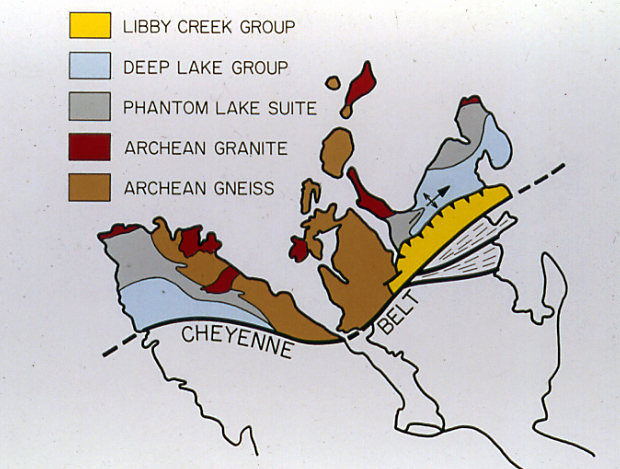 LIBBY CREEK GROUP
DEEP LAKE GROUP
PHANTOM LAKE SUITE
ARCHEAN GRANITE
ARCHEAN GNEISS
CHEYENNE
BELT